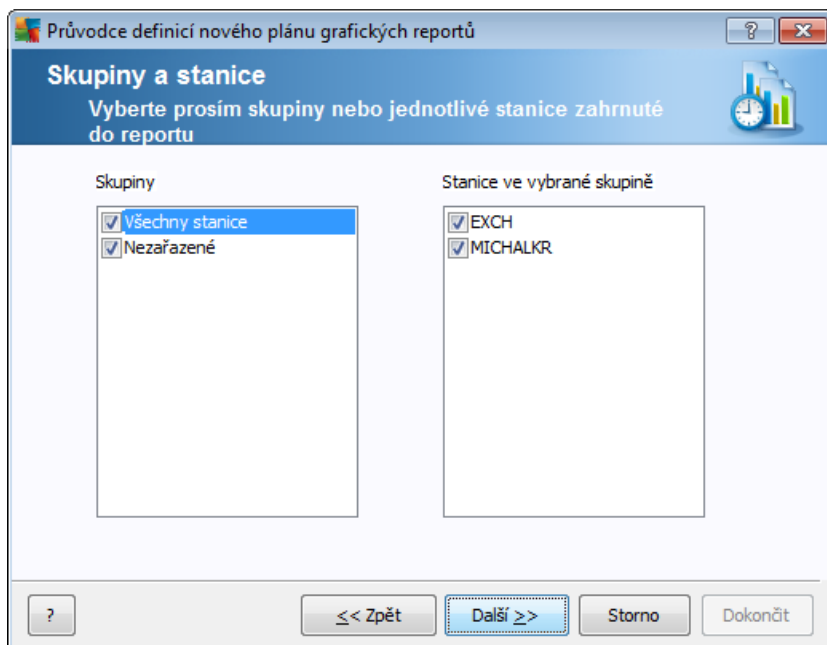 Průvodce definicí nového plánu grafických reportů
?
Skupiny a stanice
Vyberte prosím skupiny nebo jednotlivé stanice zahrnuté
do reportu
Skupiny
Všechny stanice
Nezařazené
Stanice ve vybrané skupině
EXCH
MICHALKR
?
<< Zpět
Další >>
Storno
Dokončit